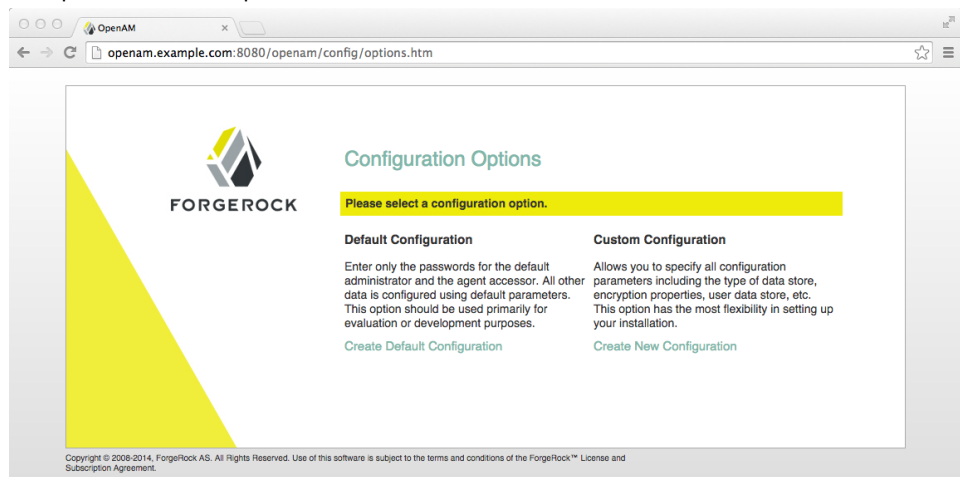 OpenAM
openam.example.com:8080/openam/config/options.htm
FORGEROCK
Configuration Options
Please select a configuration option.
Default Configuration
Enter only the passwords for the default
administrator and the agent accessor. All other
data is configured using default parameters.
This option should be used primarily for
evaluation or development purposes.
Create Default Configuration
Custom Configuration
Allows you to specify all configuration
parameters including the type of data store,
encryption properties, user data store, etc.
This option has the most flexibility in setting up
your installation.
Create New Configuration
Copyright © 2008-2014, ForgeRock AS. All Rights Reserved. Use of this software is subject to the terms and conditions of the ForgeRock™ License and
Subscription Agreement.